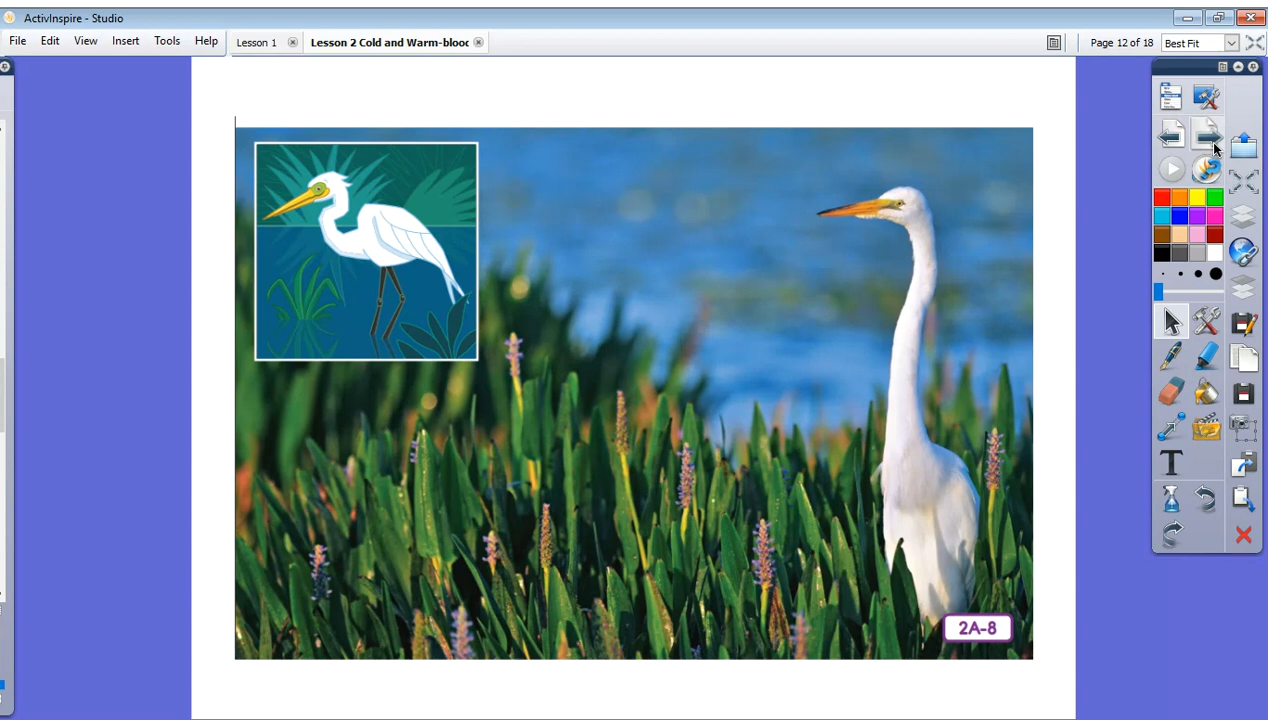 ActivInspire - Studio
File Edit View Insert Tools Help Lesson 1 Lesson 2 Cold and Warm-blooc Page 12 of 18 Best Fit
2A-8
T